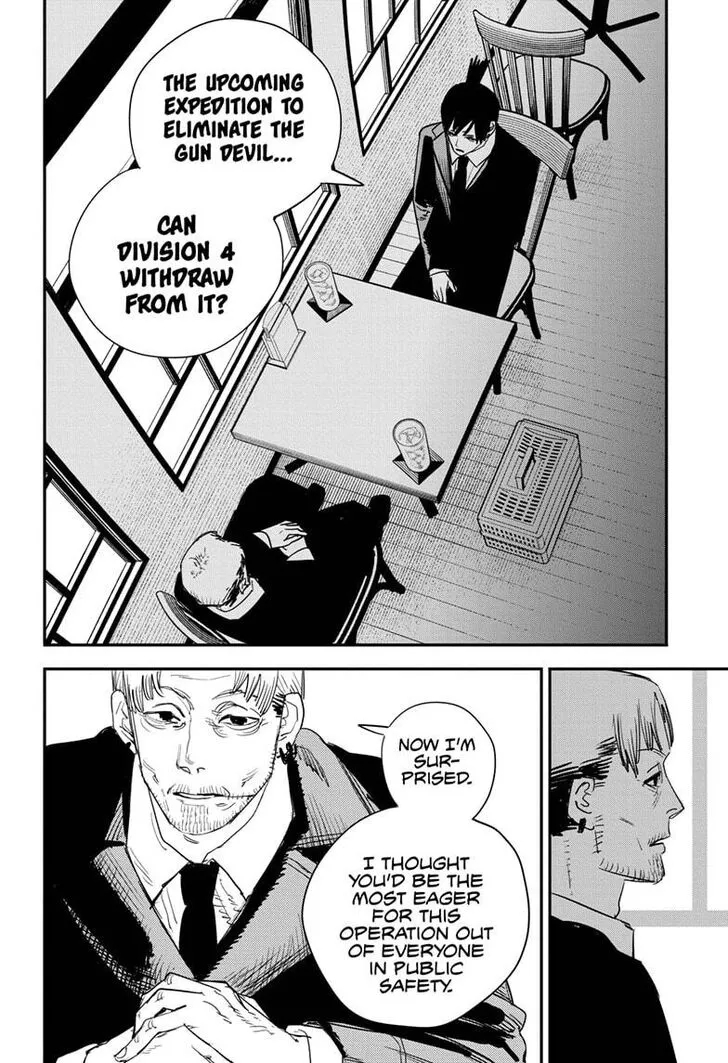 THE UPCOMING
EXPEDITION TO
ELIMINATE THE
GUN DEVIL...
CAN
DIVISION 4
WITHDRAW
FROM IT?
NOW I'M
SUR-
PRISED.
I THOUGHT
YOU'D BE THE
MOST EAGER
FOR THIS
OPERATION OUT
OF EVERYONE
IN PUBLIC
SAFETY.